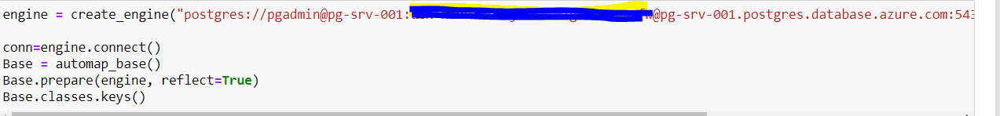 engine = create_engine("postgres://pgadmin@pg-srv-001:@pg-srv-001.postgres.database.azure.com:543
conn=engine.connect()
Base = automap_base()
Base.prepare(engine, reflect=True)
Base.classes.keys()